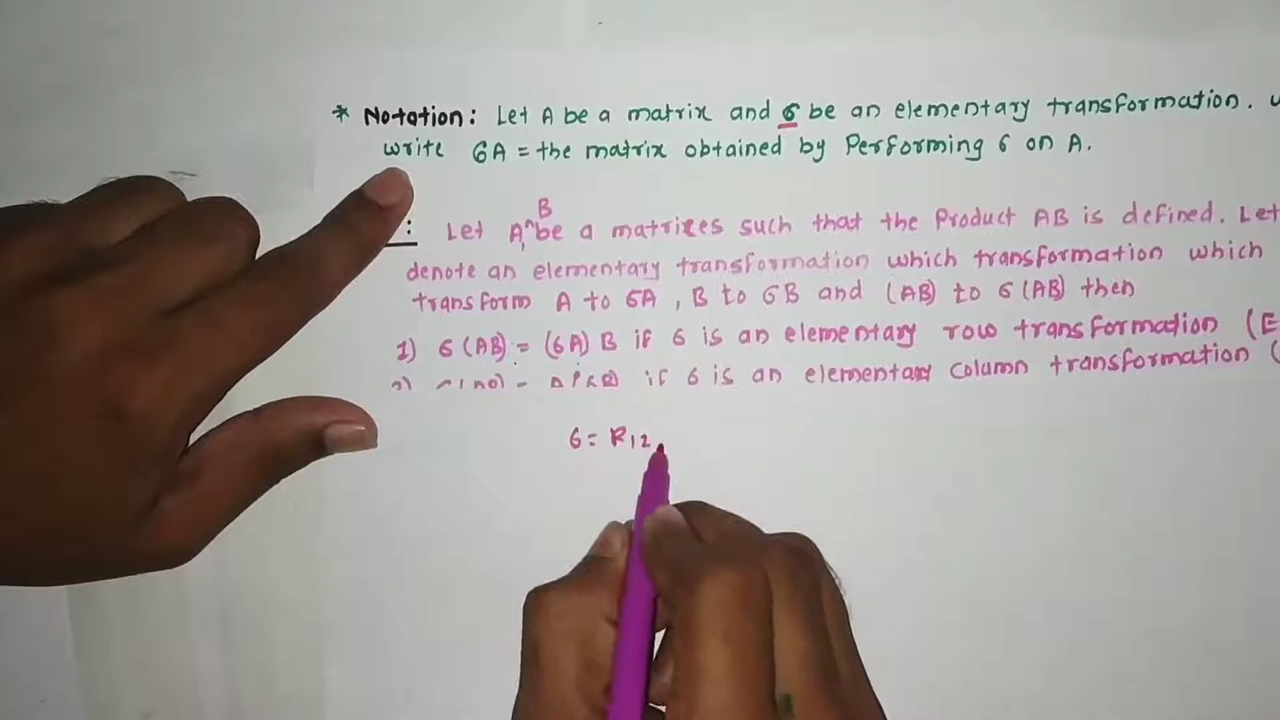 * Notation: Let A be a matrix and 6 be an elementary transformation.
write 6A = the matrix obtained by Performing 6 on A.
B
: Let A, ^ be a matrixes such that the Product AB is defined. Let
denote an elementary transformation which transformation which
transform A to 6A , B to 6B and (AB) to 6 (AB) then
1) 6 (AB) = (6A) B if 6 is an elementary row transformation (E
if 6 is an elementary column transformation (
6 = R12